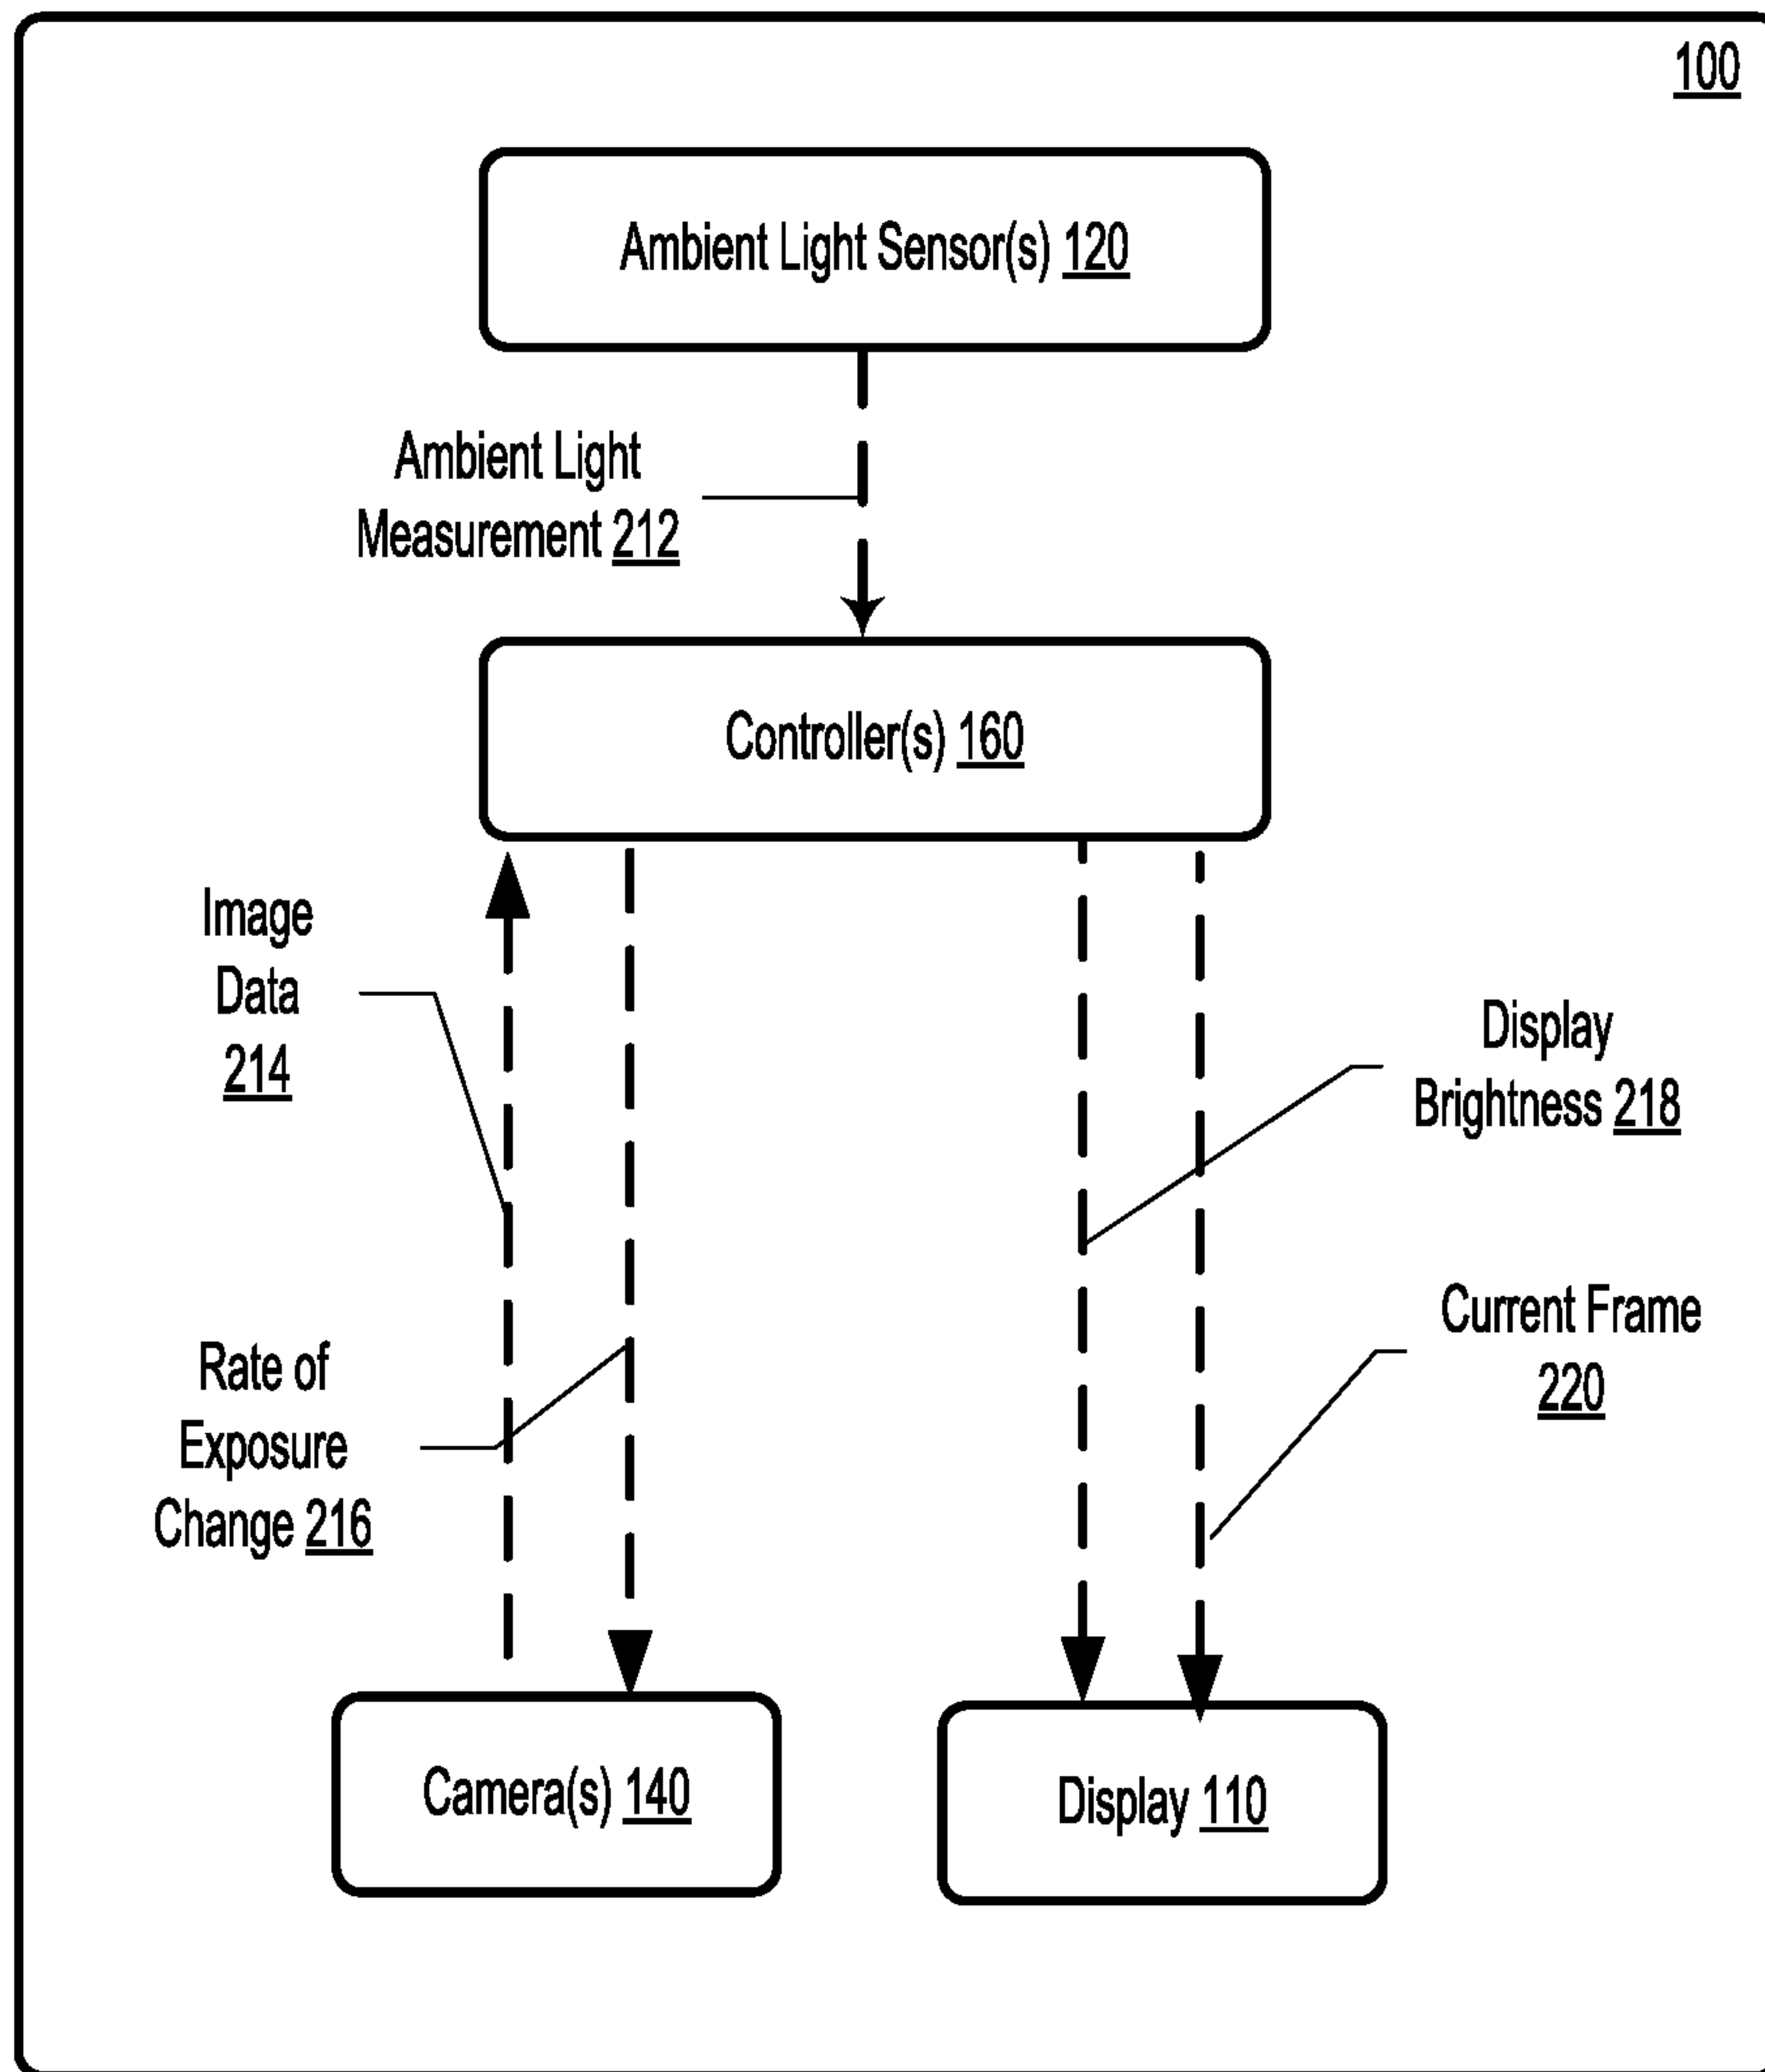 100
Ambient Light Sensor(s) 120
Ambient Light
Measurement 212
Controller(s) 160
Image
Data
214
Display
Brightness 218
Rate of
Exposure
Change 216
Current Frame
220
Camera(s) 140
Display 110